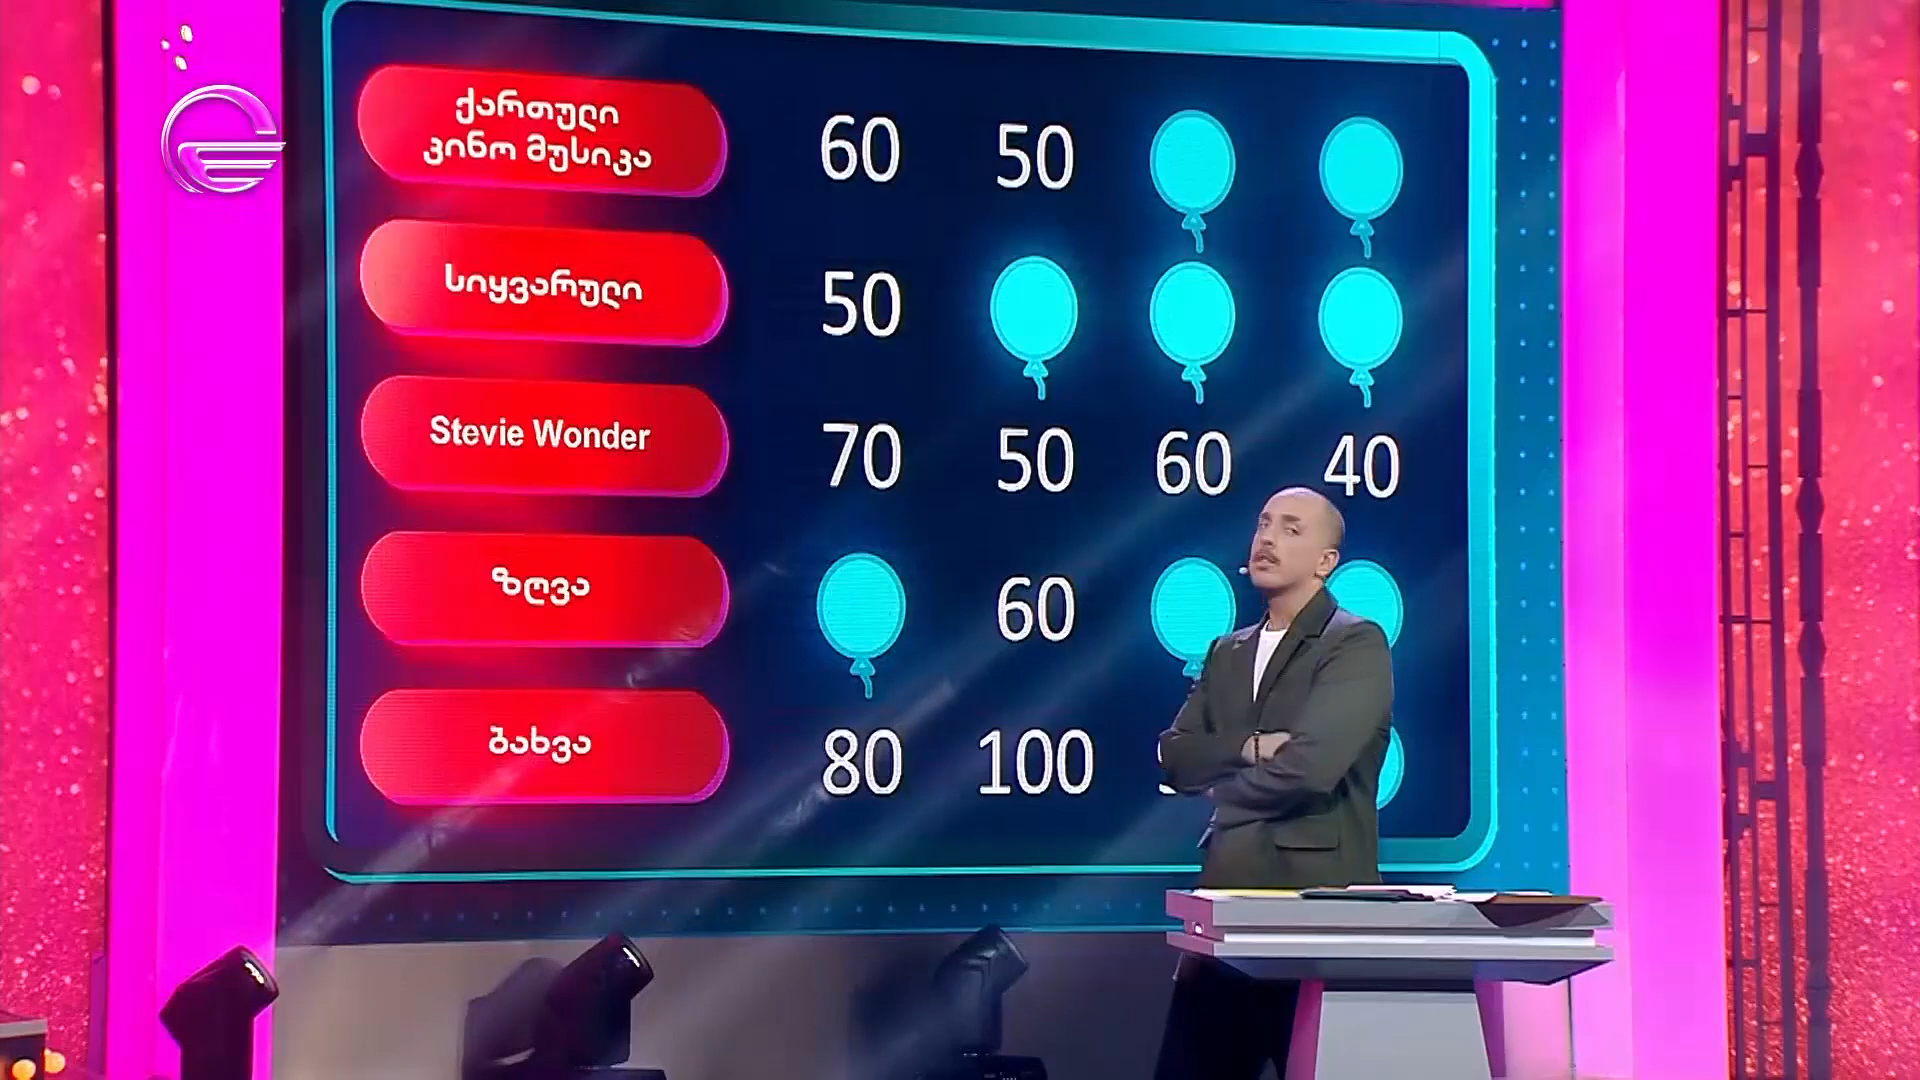 ქართული
კინო მუსიკა
60 50
სიყვარული
50
Stevie Wonder
70 50 60 40
ზღვა
60
ბახვა
80 100